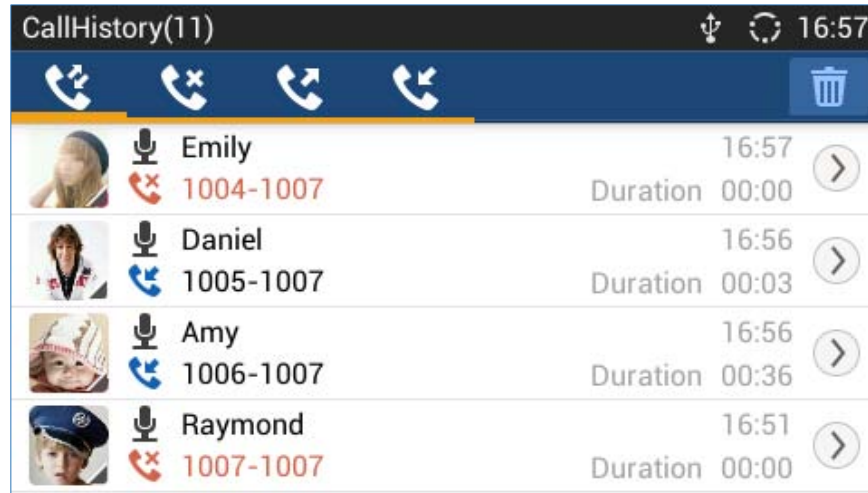 CallHistory(11) 16:57
Emily 16:57
1004-1007 Duration 00:00
Daniel 16:56
1005-1007 Duration 00:03
Amy 16:56
1006-1007 Duration 00:36
Raymond 16:51
1007-1007 Duration 00:00